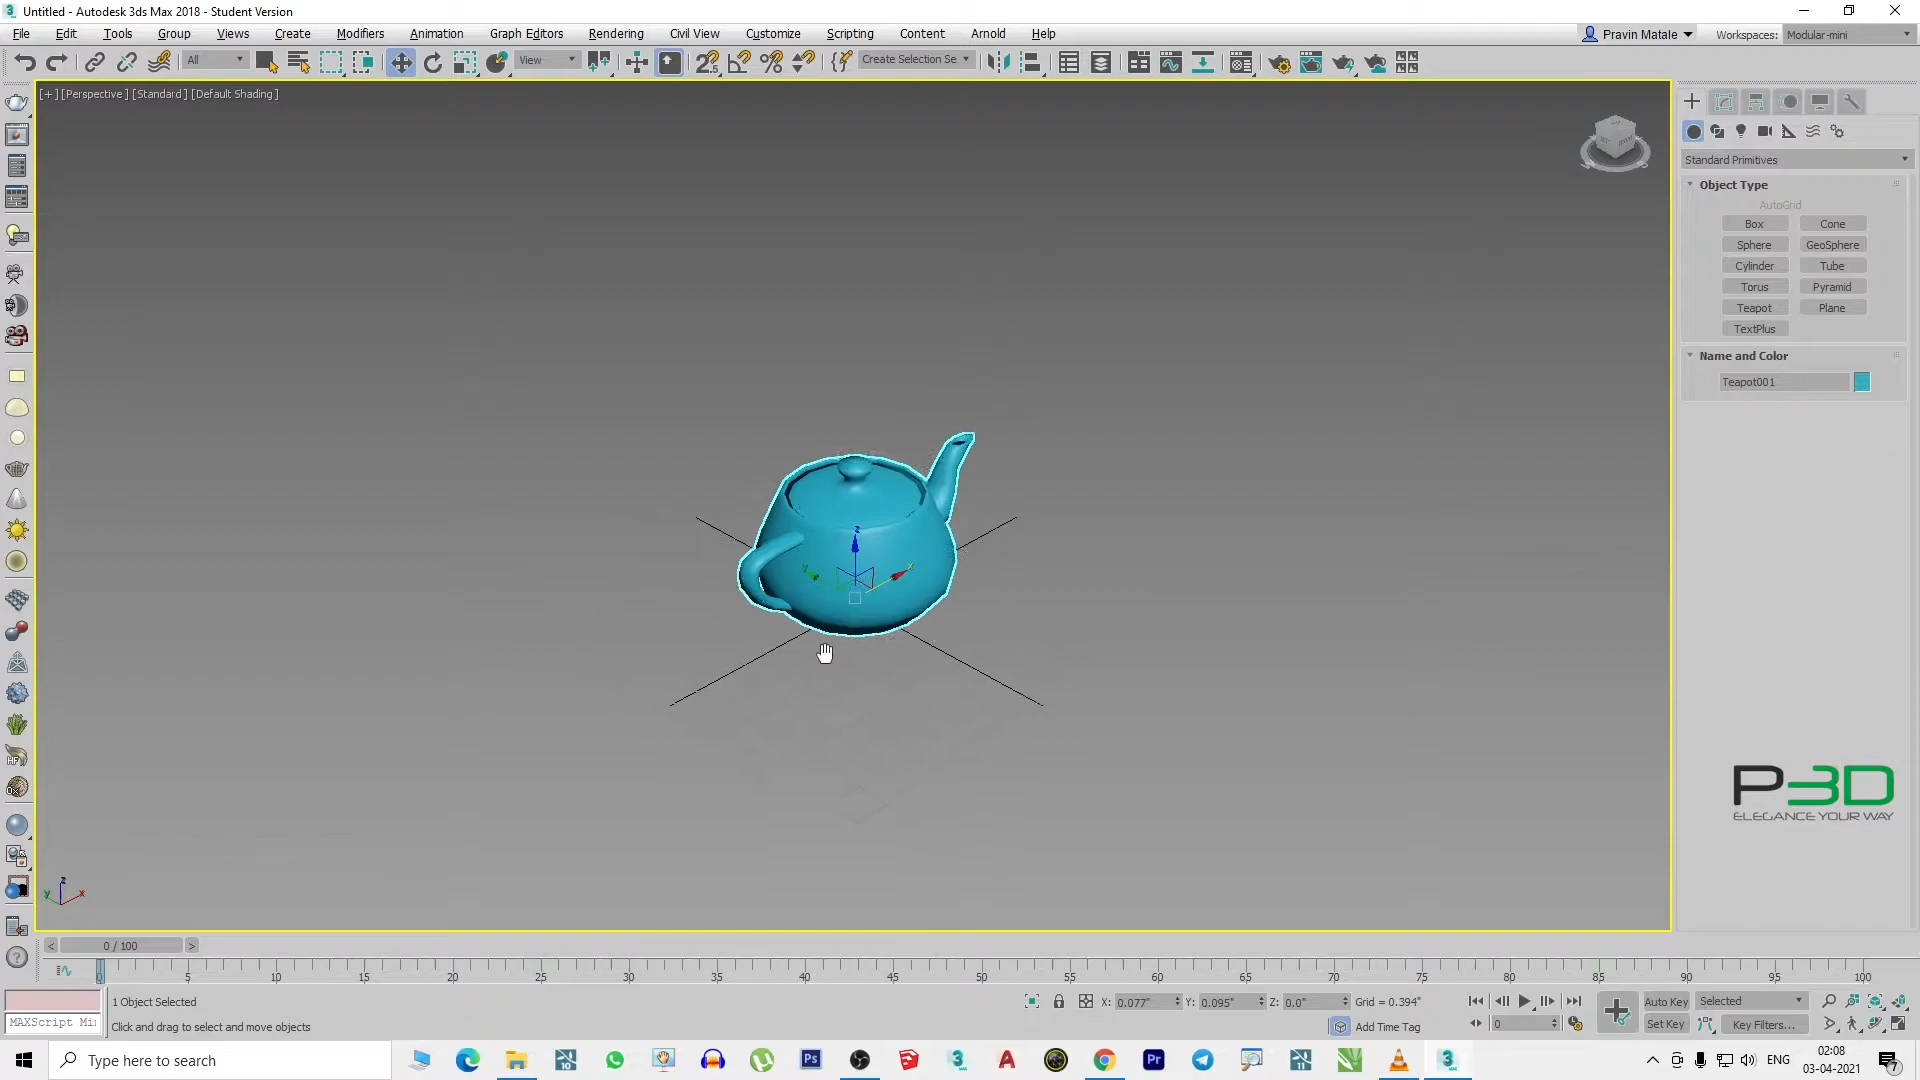 Untitled - Autodesk 3ds Max 2018 - Student Version
File Edit Tools Group Views Create Modifiers Animation Graph Editors Rendering Civil View Customize Scripting Content Arnold Help
Pravin Matale Workspaces: Modular-mini
All View Create Selection Se
[+] [Perspective] [Standard] [Default Shading]
Standard Primitives
Object Type
AutoGrid
Box Cone
Sphere GeoSphere
Cylinder Tube
Torus Pyramid
Teapot Plane
TextPlus
Name and Color
Teapot001
z
y x
P3D
ELEGANCE YOUR WAY
z
y x
< 0 / 100 >
0 5 10 15 20 25 30 35 40 45 50 55 60 65 70 75 80 85 90 95 100
1 Object Selected X: 0.077" Y: 0.095" Z: 0.0" Grid = 0.394" Auto Key Selected
MAXScript Mi Click and drag to select and move objects Add Time Tag 0 Set Key Key Filters...
Type here to search ENG 02:08
03-04-2021 7